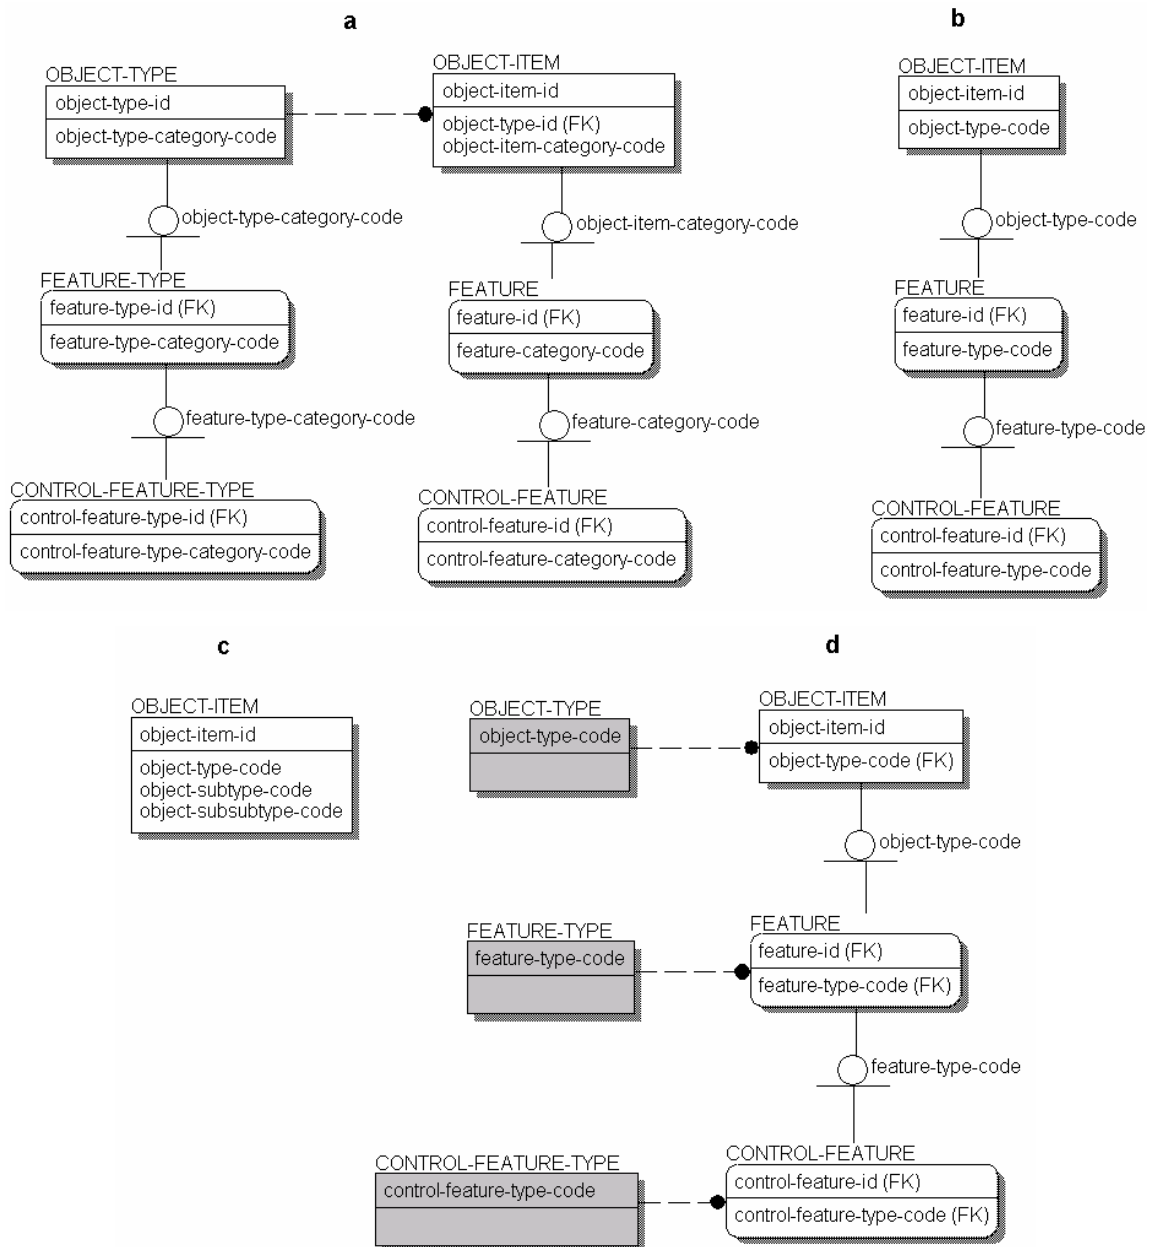 a
OBJECT-TYPE
object-type-id
object-type-category-code
OBJECT-ITEM
object-item-id
object-type-id (FK)
object-item-category-code
object-type-category-code
object-item-category-code
FEATURE-TYPE
feature-type-id (FK)
feature-type-category-code
FEATURE
feature-id (FK)
feature-category-code
feature-type-category-code
feature-category-code
CONTROL-FEATURE-TYPE
control-feature-type-id (FK)
control-feature-type-category-code
CONTROL-FEATURE
control-feature-id (FK)
control-feature-category-code
b
OBJECT-ITEM
object-item-id
object-type-code
object-type-code
FEATURE
feature-id (FK)
feature-type-code
feature-type-code
CONTROL-FEATURE
control-feature-id (FK)
control-feature-type-code
c
OBJECT-ITEM
object-item-id
object-type-code
object-subtype-code
object-subsubtype-code
d
OBJECT-TYPE
object-type-code
OBJECT-ITEM
object-item-id
object-type-code (FK)
object-type-code
FEATURE-TYPE
feature-type-code
FEATURE
feature-id (FK)
feature-type-code (FK)
feature-type-code
CONTROL-FEATURE-TYPE
control-feature-type-code
CONTROL-FEATURE
control-feature-id (FK)
control-feature-type-code (FK)